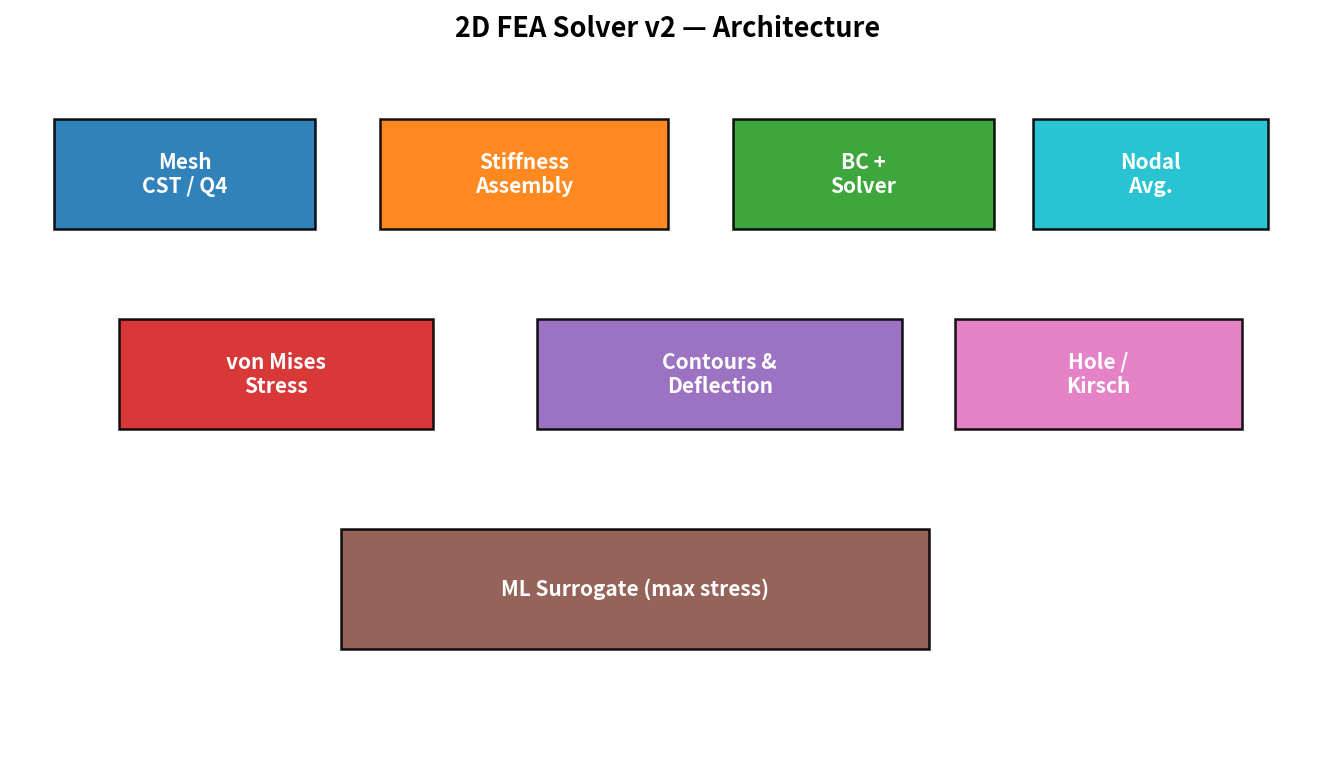 2D FEA Solver v2 — Architecture
Mesh
CST / Q4
Stiffness
Assembly
BC +
Solver
Nodal
Avg.
von Mises
Stress
Contours &
Deflection
Hole /
Kirsch
ML Surrogate (max stress)